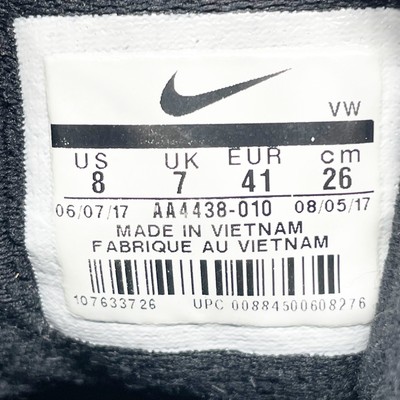 VW
US UK EUR cm
8 7 41 26
06/07/17 AA4438-010 08/05/17
MADE IN VIETNAM
FABRIQUE AU VIETNAM
107633726 UPC 00884500608276